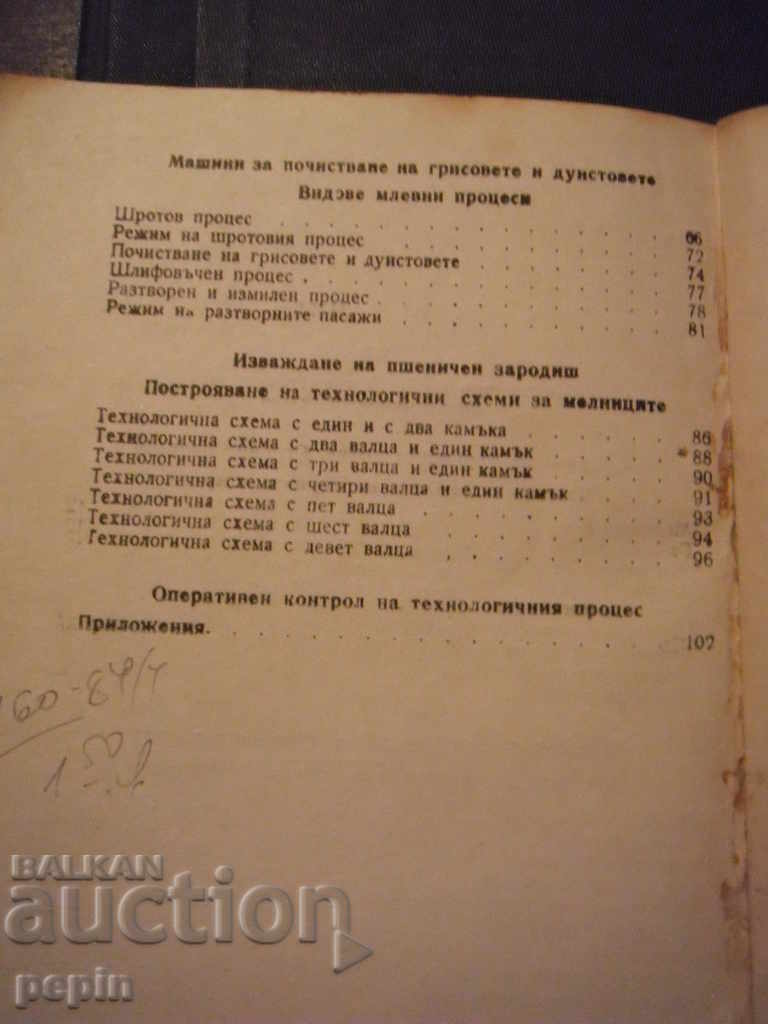 Машини за почистване на грисовете и дунстовете
Видове млевни процеси
Шротов процес . . . . . . . . . . 66
Режим на шротовия процес . . . . . . . 72
Почистване на грисовете и дунстовете . . . . . 74
Шлифовъчен процес . . . . . . . . . 77
Разтворен и измилен процес . . . . . . . 78
Режим на разтворните пасажи . . . . . . . 81
Изваждане на пшеничен зародиш
Построяване на технологични схеми за мелниците
Технологична схема с един и с два камъка . . . . 86
Технологична схема с два валца и един камък . . . 88
Технологична схема с три валца и един камък . . . 90
Технологична схема с четири валца и един камък . . . 91
Технологична схема с пет валца . . . . . . 93
Технологична схема с шест валца . . . . . . 94
Технологична схема с девет валца . . . . . . 96
Оперативен контрол на технологичния процес
Приложения. . . . . . . . . . . . 102
60-84/4
BALKAN
auction
pepin